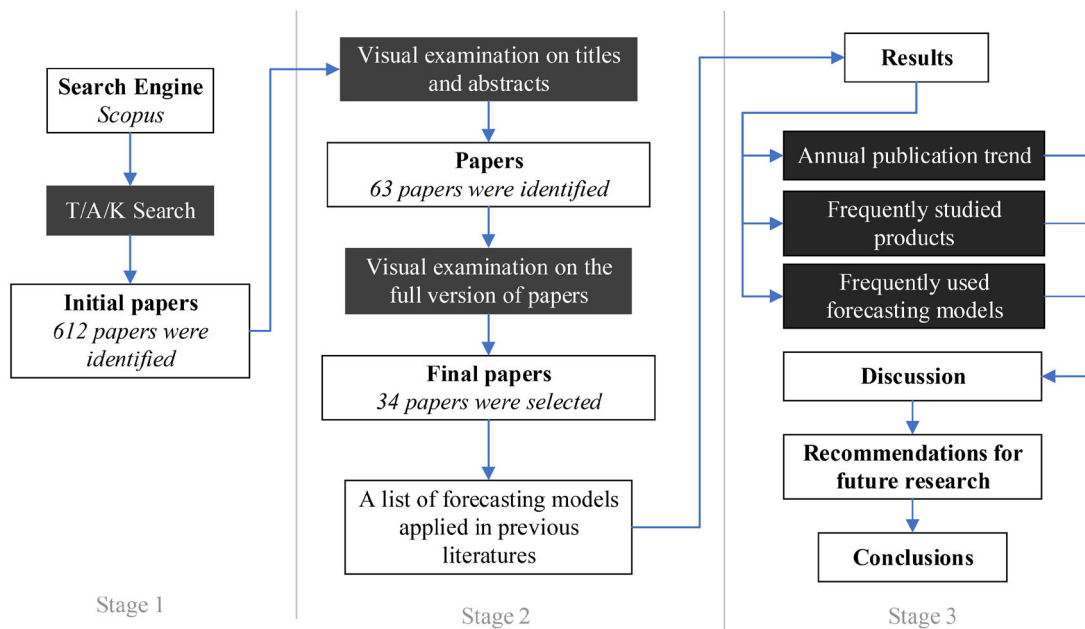 Search Engine
Scopus
T/A/K Search
Initial papers
612 papers were
identified
Stage 1
Visual examination on titles
and abstracts
Papers
63 papers were identified
Visual examination on the
full version of papers
Final papers
34 papers were selected
A list of forecasting models
applied in previous
literatures
Stage 2
Results
Annual publication trend
Frequently studied
products
Frequently used
forecasting models
Discussion
Recommendations for
future research
Conclusions
Stage 3